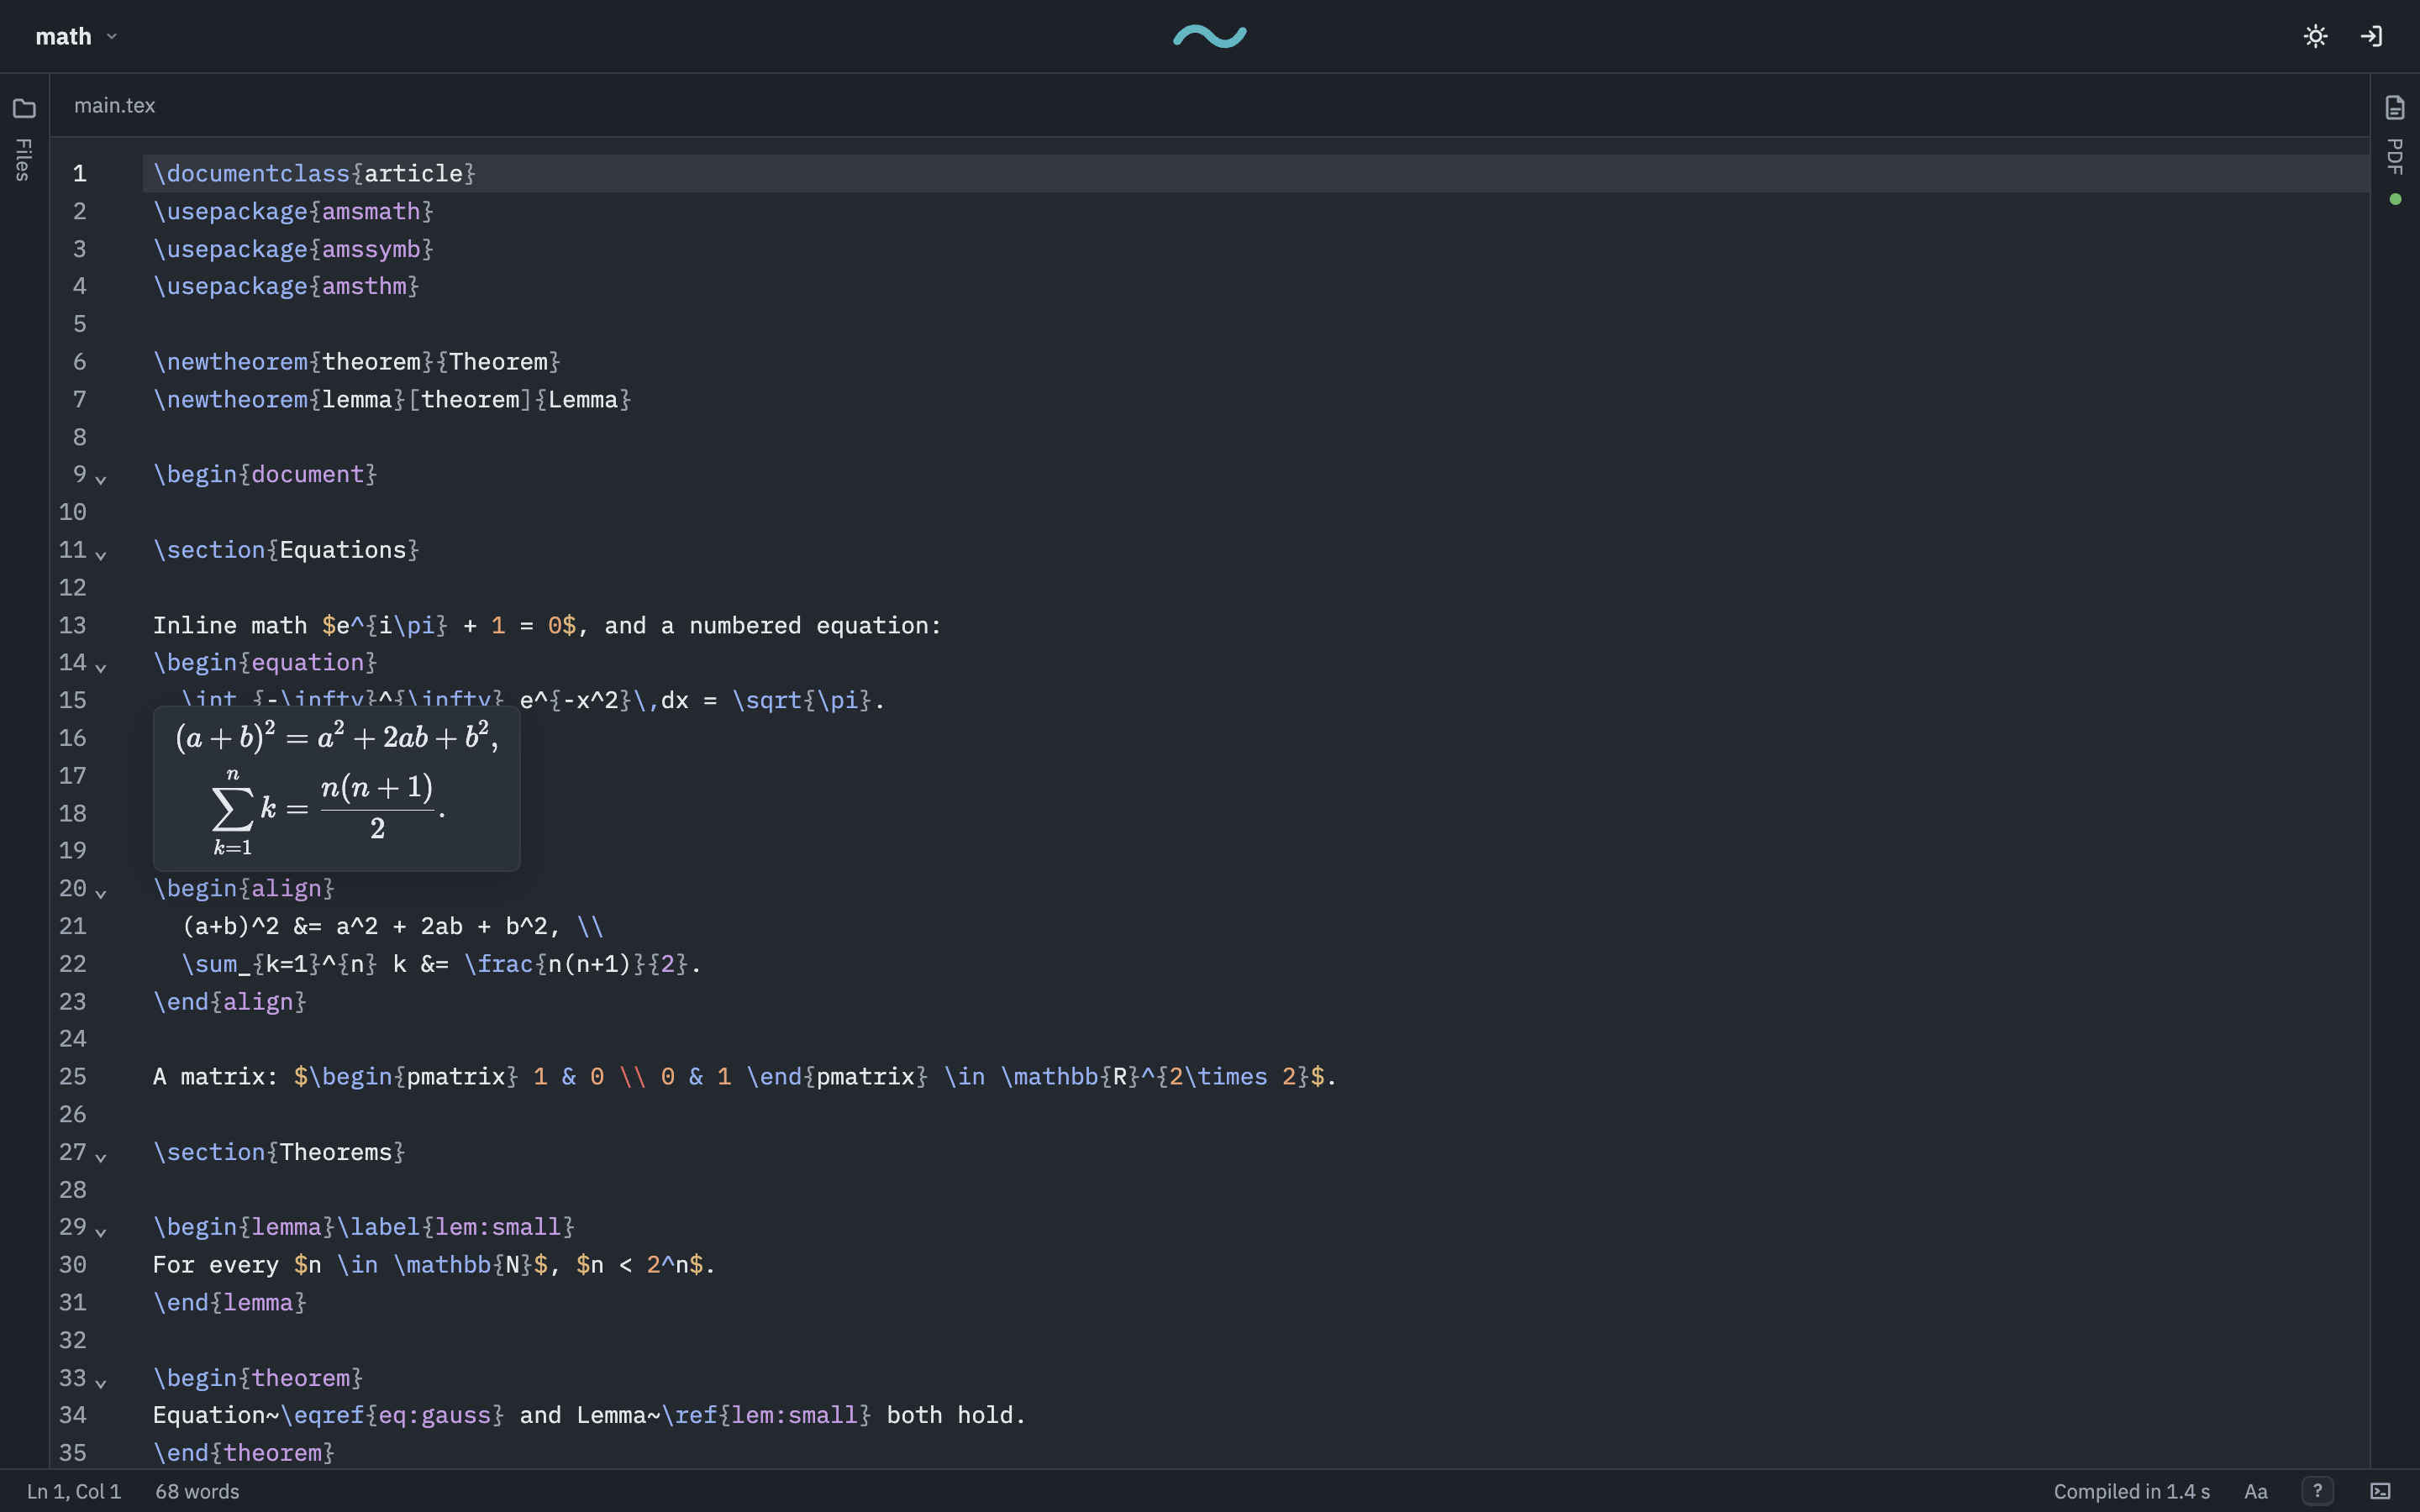 math
main.tex
Files
PDF
1 \documentclass{article}
2 \usepackage{amsmath}
3 \usepackage{amssymb}
4 \usepackage{amsthm}
5
6 \newtheorem{theorem}{Theorem}
7 \newtheorem{lemma}[theorem]{Lemma}
8
9 \begin{document}
10
11 \section{Equations}
12
13 Inline math $e^{i\pi} + 1 = 0$, and a numbered equation:
14 \begin{equation}
15 \int_{-\infty}^{\infty} e^{-x^2}\,dx = \sqrt{\pi}.
16
(a + b)² = a² + 2ab + b²,
17
18
∑_{k=1}^{n} k = n(n + 1)/2.
19
20 \begin{align}
21 (a+b)^2 &= a^2 + 2ab + b^2, \\
22 \sum_{k=1}^{n} k &= \frac{n(n+1)}{2}.
23 \end{align}
24
25 A matrix: $\begin{pmatrix} 1 & 0 \\ 0 & 1 \end{pmatrix} \in \mathbb{R}^{2\times 2}$.
26
27 \section{Theorems}
28
29 \begin{lemma}\label{lem:small}
30 For every $n \in \mathbb{N}$, $n < 2^n$.
31 \end{lemma}
32
33 \begin{theorem}
34 Equation~\eqref{eq:gauss} and Lemma~\ref{lem:small} both hold.
35 \end{theorem}
Ln 1, Col 1 68 words Compiled in 1.4 s Aa ?